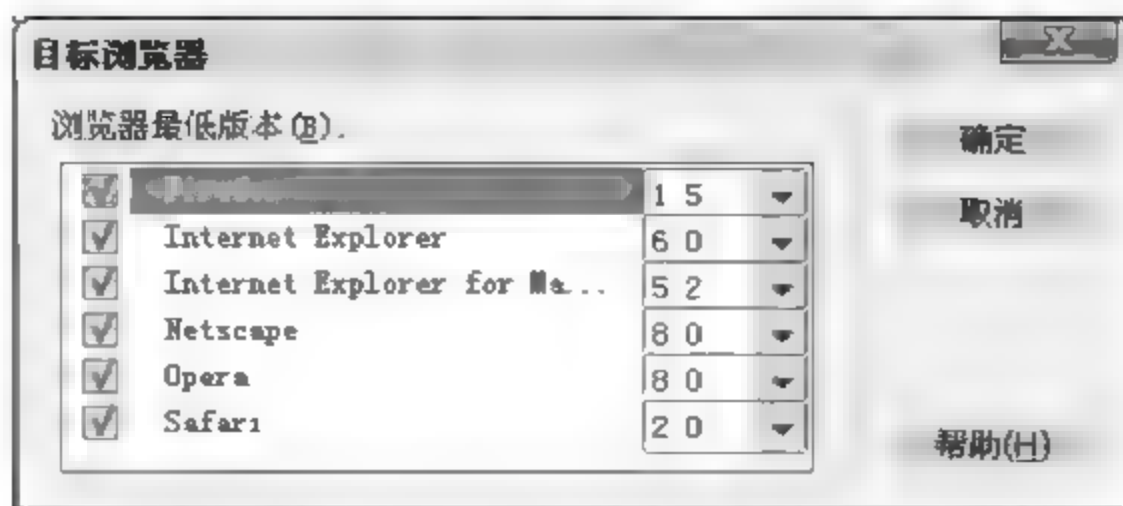 目标浏览器
浏览器最低版本(B).
1 5
Internet Explorer 6 0
Internet Explorer for Ma... 5 2
Netscape 8 0
Opera 8 0
Safari 2 0
确定
取消
帮助(H)